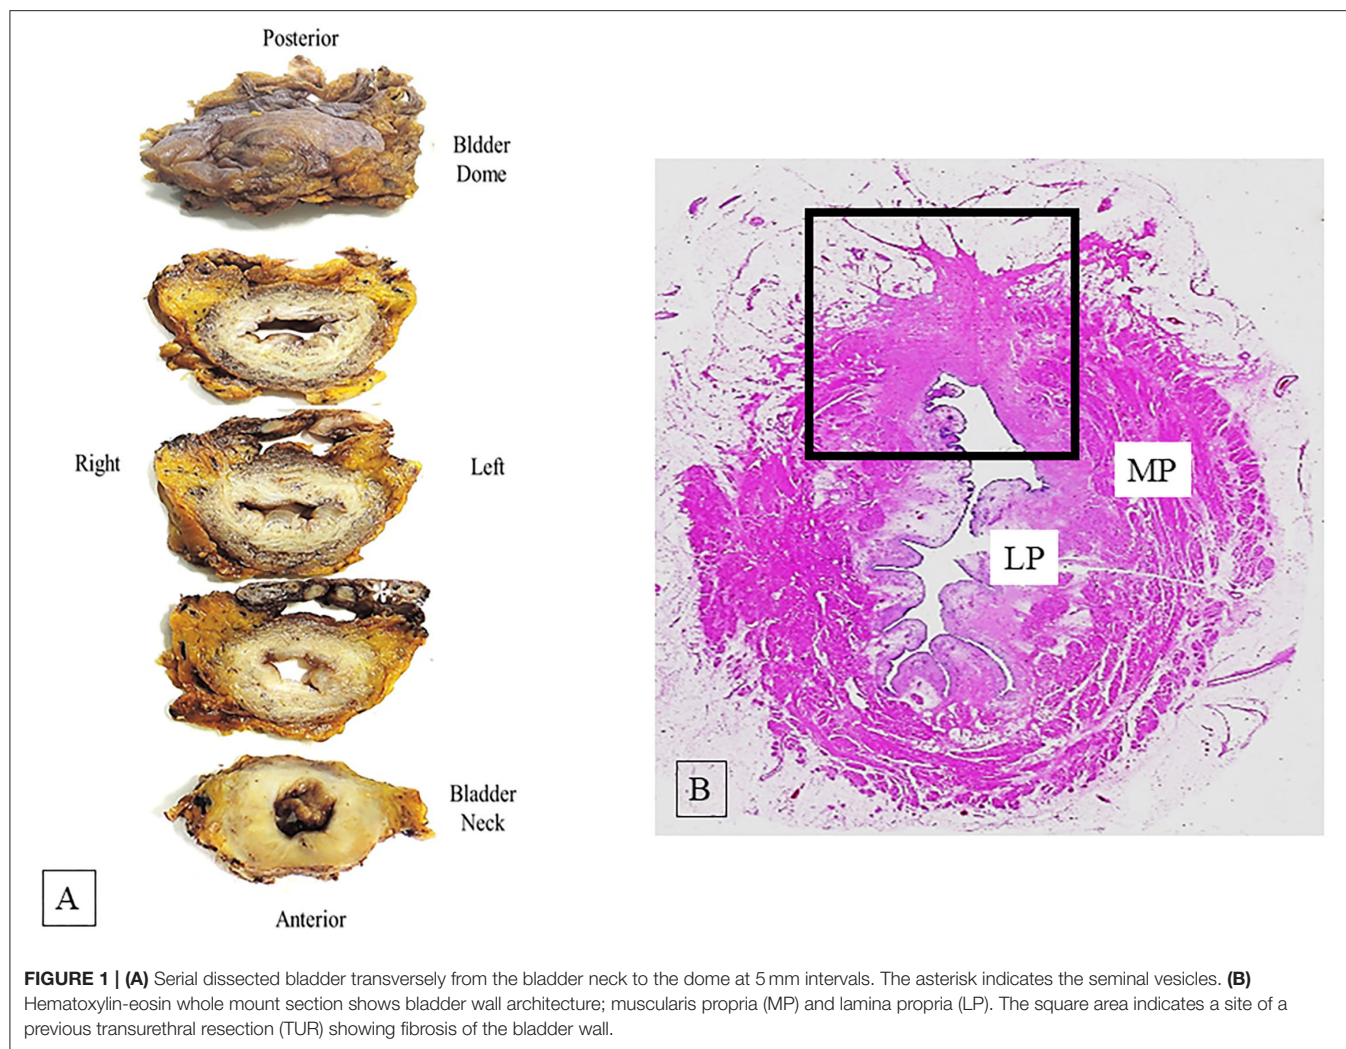 Posterior
Bldder
Dome
Right
Left
Bladder
Neck
A
Anterior
MP
LP
B
FIGURE 1 | (A) Serial dissected bladder transversely from the bladder neck to the dome at 5 mm intervals. The asterisk indicates the seminal vesicles. (B)
Hematoxylin-eosin whole mount section shows bladder wall architecture; muscularis propria (MP) and lamina propria (LP). The square area indicates a site of a
previous transurethral resection (TUR) showing fibrosis of the bladder wall.